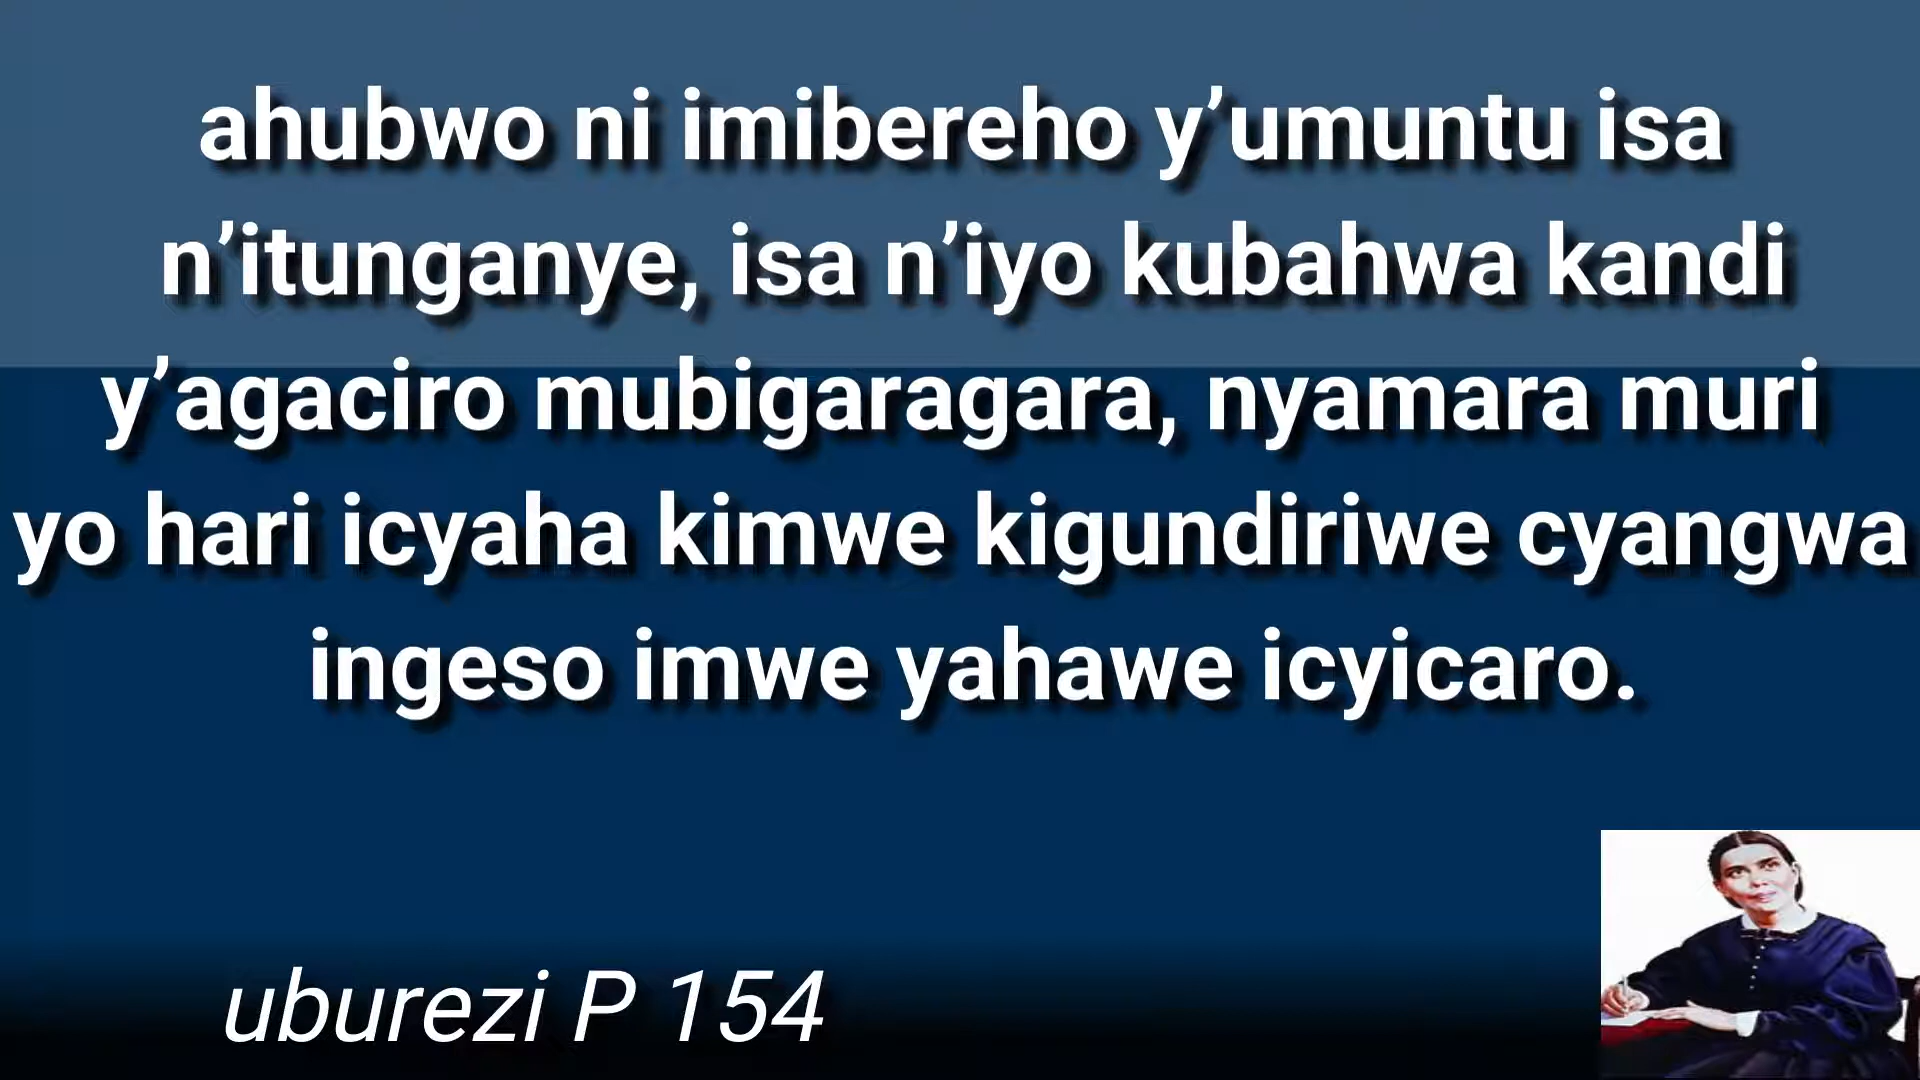 ahubwo ni imibereho y’umuntu isa
n’itunganye, isa n’iyo kubahwa kandi
y’agaciro mubigaragara, nyamara muri
yo hari icyaha kimwe kigundiriwe cyangwa
ingeso imwe yahawe icyicaro.
uburezi P 154